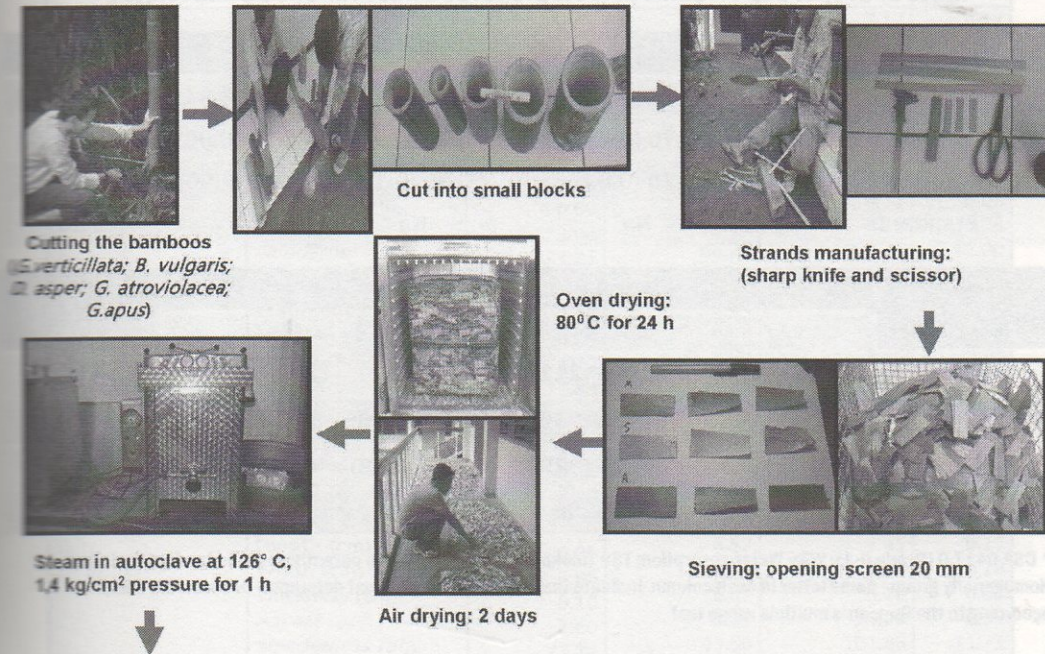 Cut into small blocks
Cutting the bamboos
(S.verticillata; B. vulgaris;
D. asper; G. atroviolacea;
G.apus)
Strands manufacturing:
(sharp knife and scissor)
Oven drying:
80⁰ C for 24 h
Steam in autoclave at 126° C,
1,4 kg/cm² pressure for 1 h
Air drying: 2 days
Sieving: opening screen 20 mm